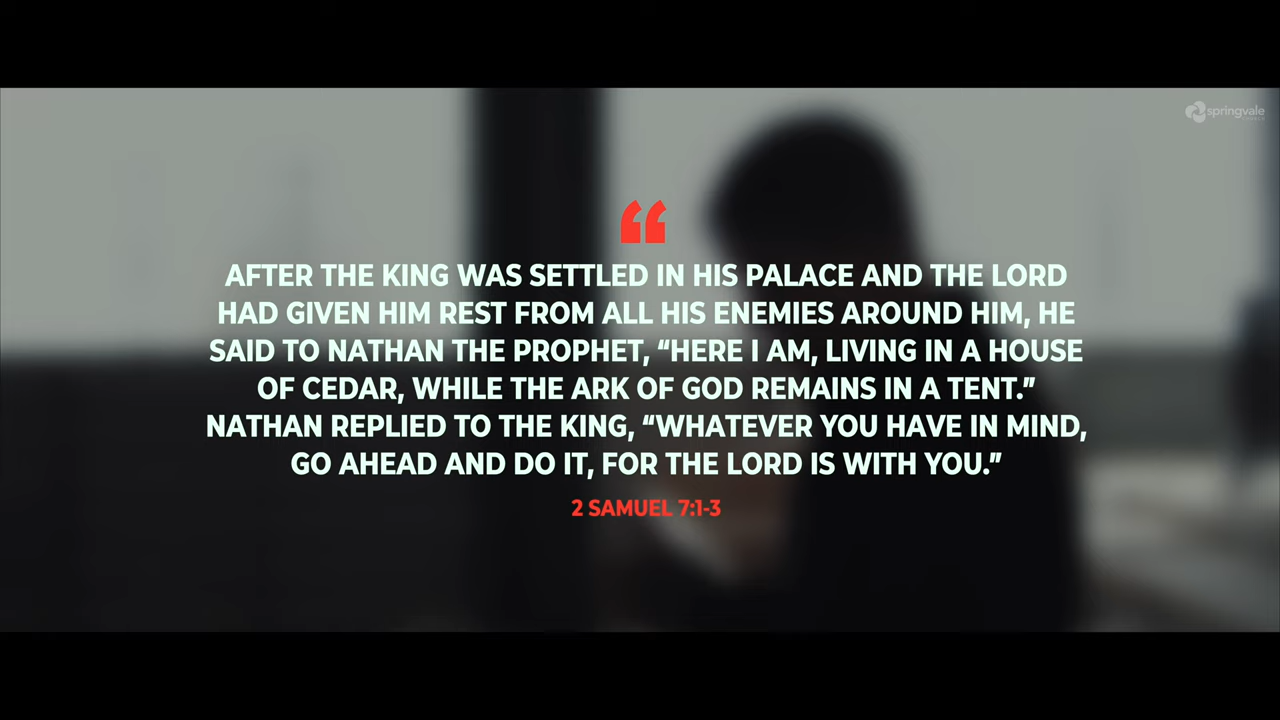 springvale
“
AFTER THE KING WAS SETTLED IN HIS PALACE AND THE LORD
HAD GIVEN HIM REST FROM ALL HIS ENEMIES AROUND HIM, HE
SAID TO NATHAN THE PROPHET, “HERE I AM, LIVING IN A HOUSE
OF CEDAR, WHILE THE ARK OF GOD REMAINS IN A TENT.”
NATHAN REPLIED TO THE KING, “WHATEVER YOU HAVE IN MIND,
GO AHEAD AND DO IT, FOR THE LORD IS WITH YOU.”
2 SAMUEL 7:1-3